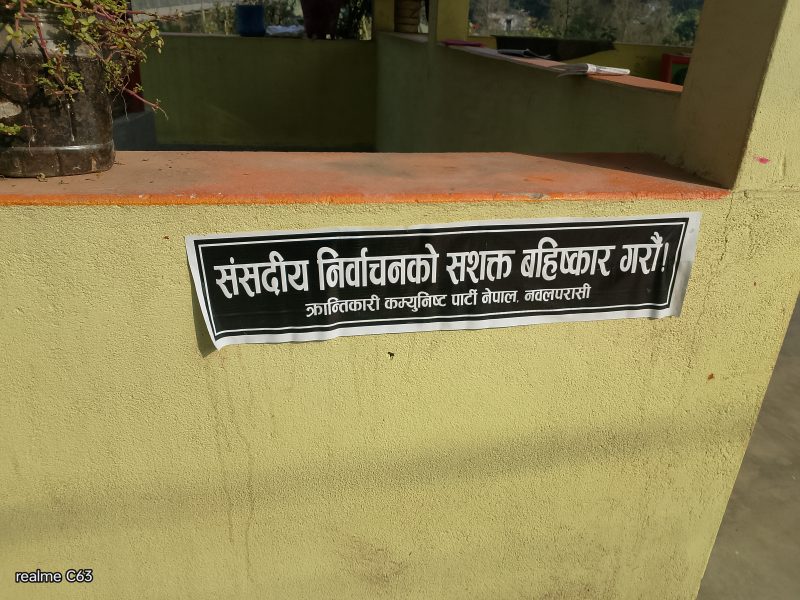 संसदीय निर्वाचनको सशक्त बहिष्कार गरौं!
क्रान्तिकारी कम्युनिष्ट पार्टी नेपाल, नवलपरासी
realme C63